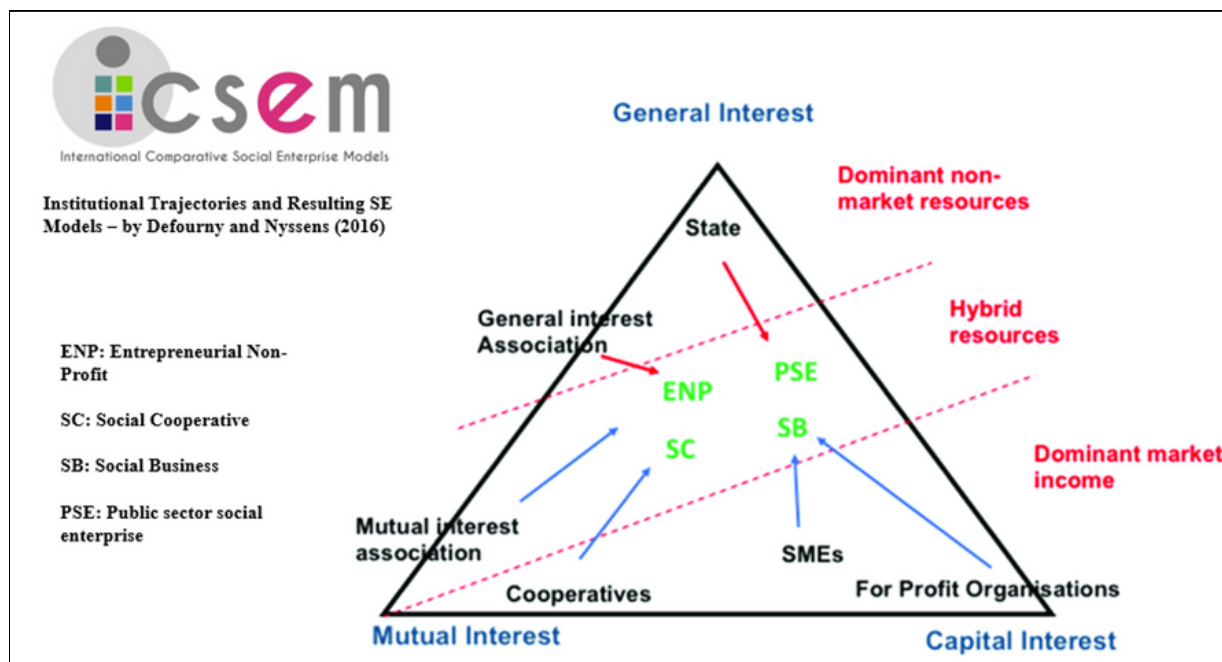 icsem
International Comparative Social Enterprise Models
Institutional Trajectories and Resulting SE
Models – by Defourny and Nyssens (2016)
ENP: Entrepreneurial Non-
Profit
SC: Social Cooperative
SB: Social Business
PSE: Public sector social
enterprise
General Interest
Dominant non-
market resources
State
Hybrid
resources
General interest
Association
PSE
ENP
SB
SC
Dominant market
income
Mutual interest
association
SMEs
Cooperatives
For Profit Organisations
Mutual Interest
Capital Interest